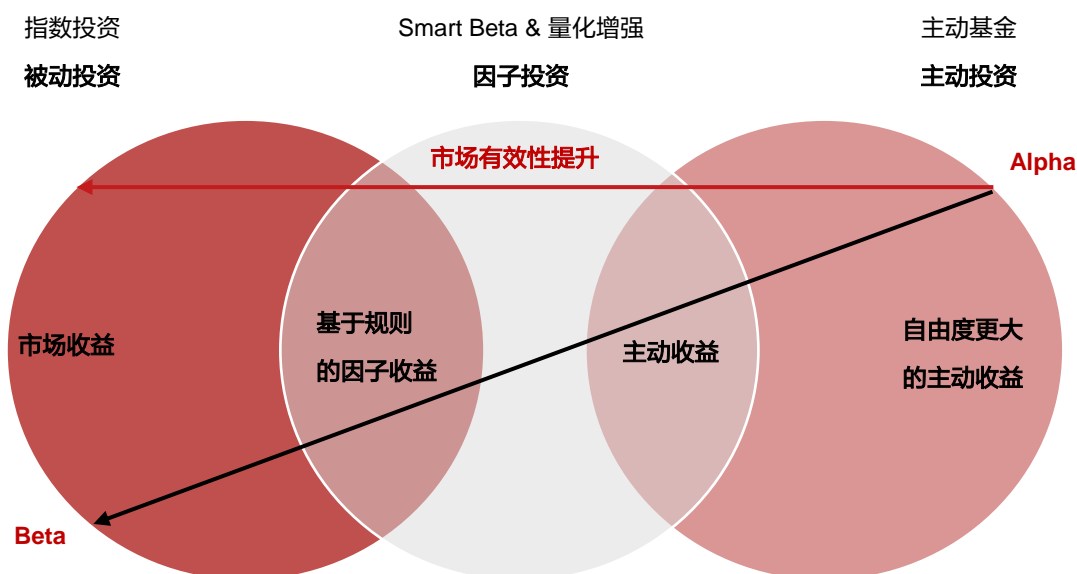 指数投资
Smart Beta & 量化增强
主动基金
被动投资
因子投资
主动投资
市场有效性提升
Alpha
市场收益
基于规则
的因子收益
主动收益
自由度更大
的主动收益
Beta